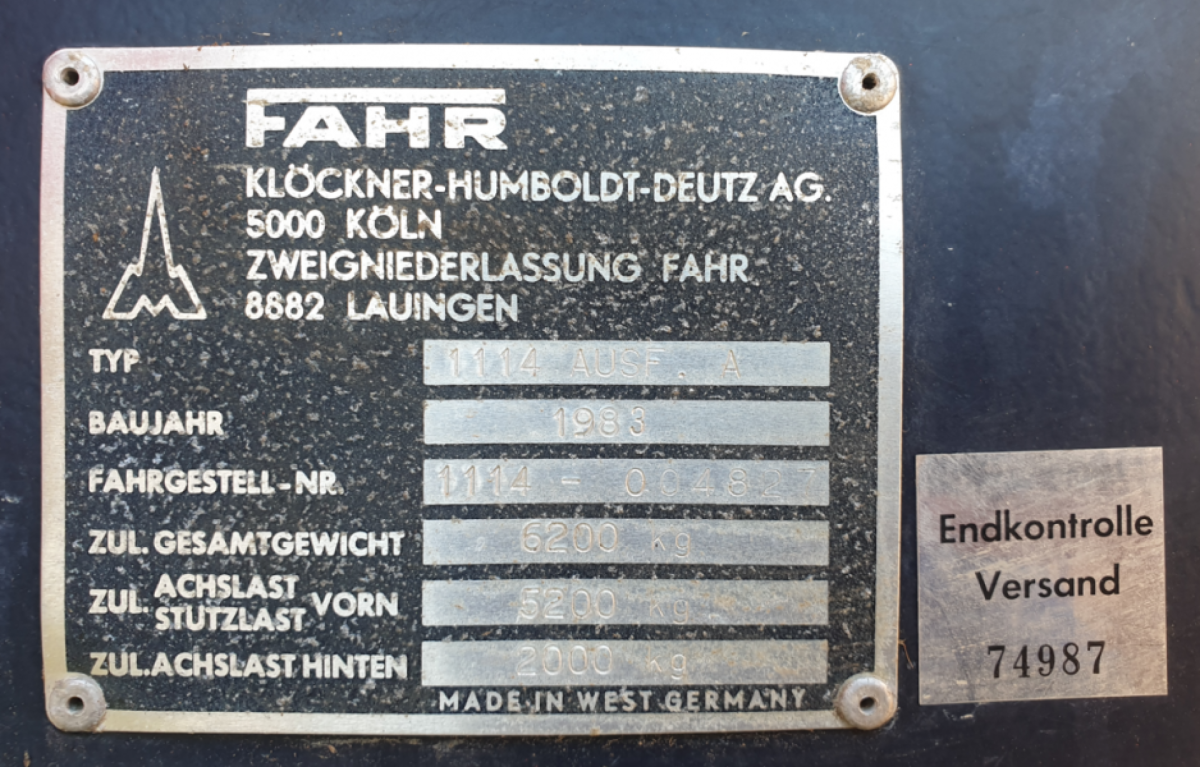 FAHR
KLÖCKNER-HUMBOLDT-DEUTZ AG.
5000 KÖLN
ZWEIGNIEDERLASSUNG FAHR
8882 LAUINGEN
TYP 1114 AUSF. A
BAUJAHR 1983
FAHRGESTELL-NR. 1114 - 004827
ZUL. GESAMTGEWICHT 6200 kg
ZUL. ACHSLAST STÜTZLAST VORN 5200 kg
ZUL. ACHSLAST HINTEN 2000 kg
MADE IN WEST GERMANY
Endkontrolle
Versand
74987